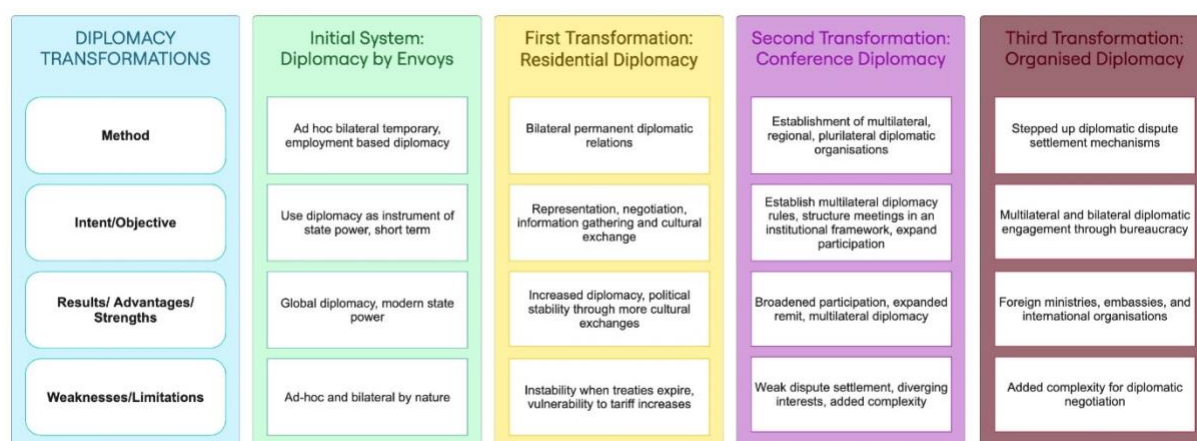 DIPLOMACY
TRANSFORMATIONS
Method
Intent/Objective
Results/ Advantages/
Strengths
Weaknesses/Limitations
Initial System:
Diplomacy by Envoys
Ad hoc bilateral temporary,
employment based diplomacy
Use diplomacy as instrument of
state power, short term
Global diplomacy, modern state
power
Ad-hoc and bilateral by nature
First Transformation:
Residential Diplomacy
Bilateral permanent diplomatic
relations
Representation, negotiation,
information gathering and cultural
exchange
Increased diplomacy, political
stability through more cultural
exchanges
Instability when treaties expire,
vulnerability to tariff increases
Second Transformation:
Conference Diplomacy
Establishment of multilateral,
regional, plurilateral diplomatic
organisations
Establish multilateral diplomacy
rules, structure meetings in an
institutional framework, expand
participation
Broadened participation, expanded
remit, multilateral diplomacy
Weak dispute settlement, diverging
interests, added complexity
Third Transformation:
Organised Diplomacy
Stepped up diplomatic dispute
settlement mechanisms
Multilateral and bilateral diplomatic
engagement through bureaucracy
Foreign ministries, embassies, and
international organisations
Added complexity for diplomatic
negotiation